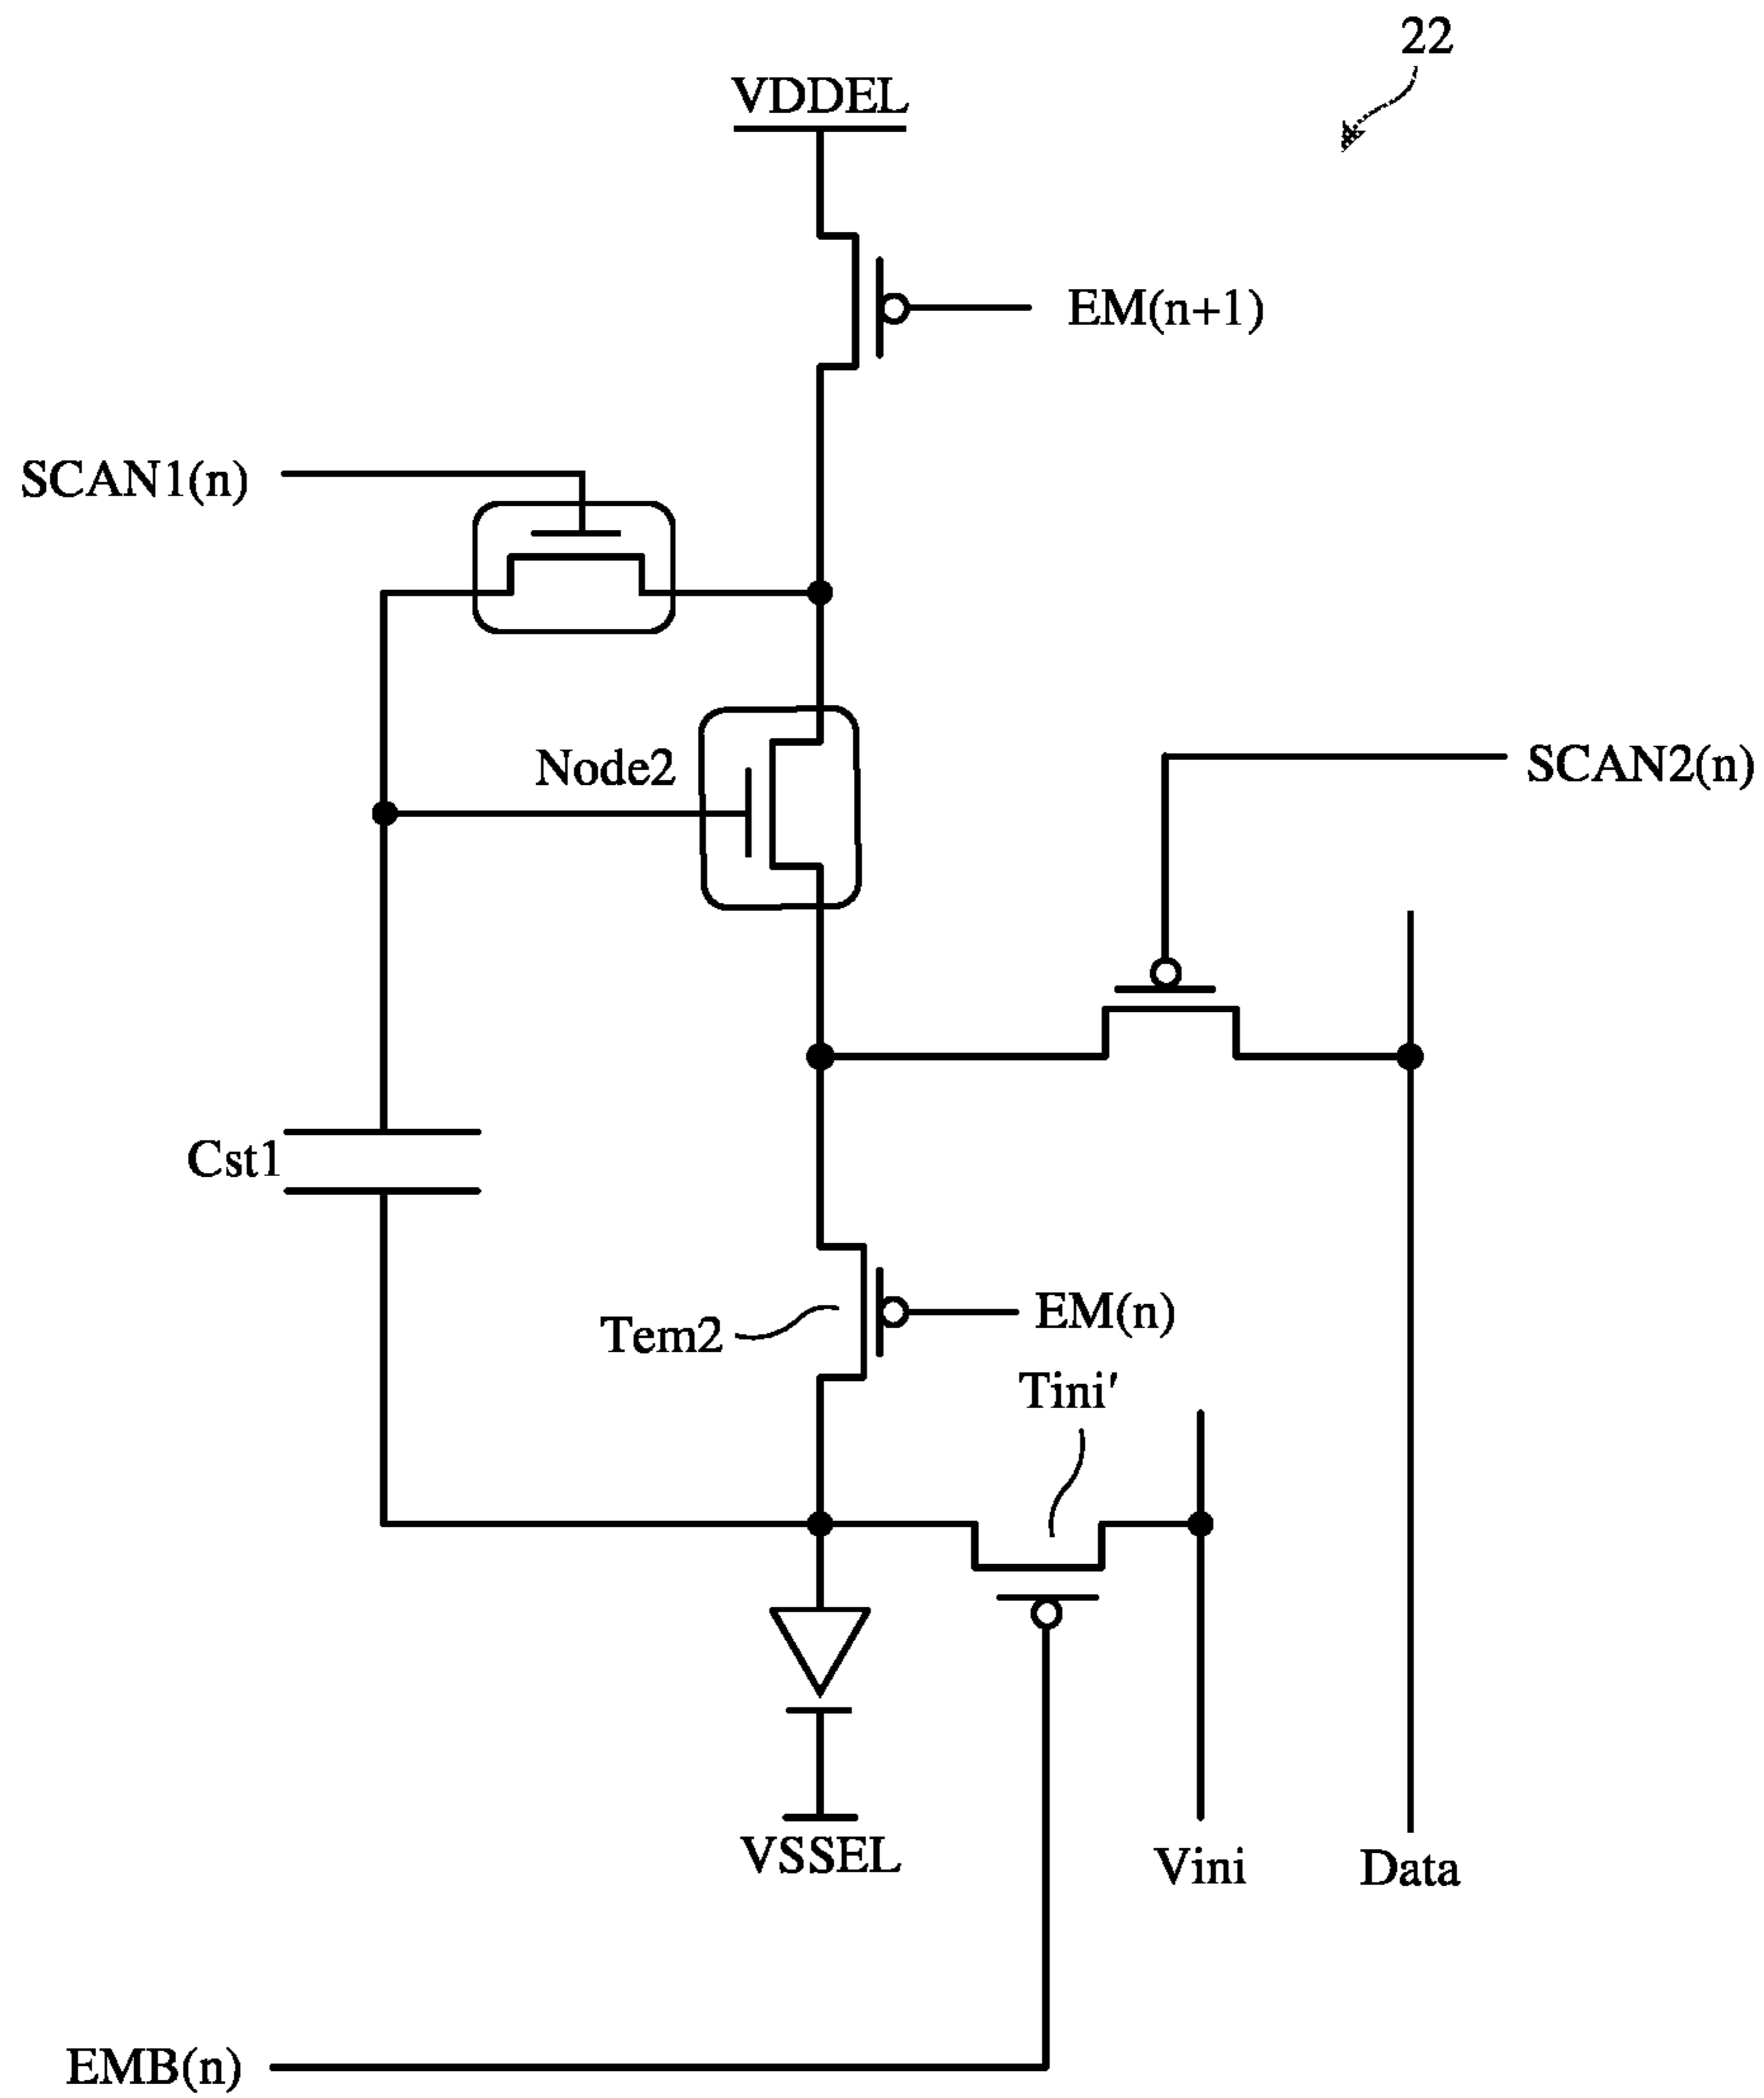 22
VDDEL
EM(n+1)
SCAN1(n)
Node2
SCAN2(n)
Cst1
Tem2
EM(n)
Tini'
VSSEL
Vini
Data
EMB(n)